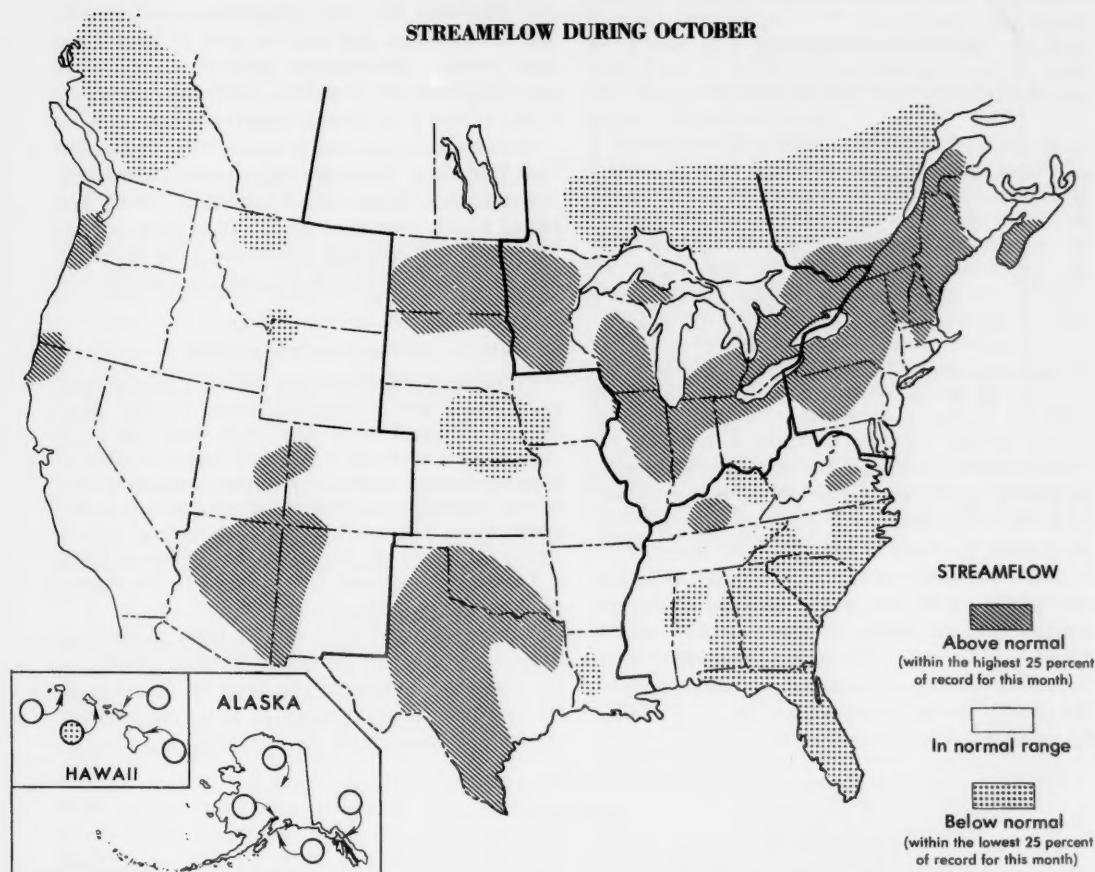 STREAMFLOW DURING OCTOBER
STREAMFLOW
Above normal
(within the highest 25 percent
of record for this month)
In normal range
Below normal
(within the lowest 25 percent
of record for this month)
ALASKA
HAWAII